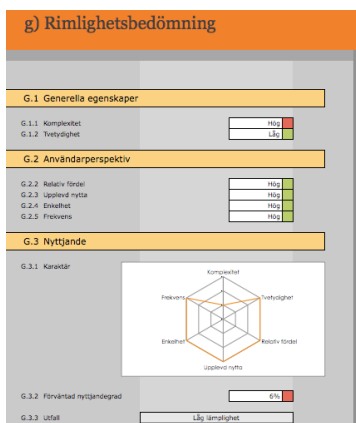 g) Rimlighetsbedömning
G.1 Generella egenskaper
G.1.1 Komplexitet Hög
G.1.2 Tvetydighet Låg
G.2 Användarperspektiv
G.2.2 Relativ fördel Hög
G.2.3 Upplevd nytta Hög
G.2.4 Enkelhet Hög
G.2.5 Frekvens Hög
G.3 Nyttjande
G.3.1 Karaktär
Komplexitet
Frekvens Tvetydighet
Enkelhet Relativ fördel
Upplevd nytta
G.3.2 Förväntad nyttjandegrad 6%
G.3.3 Utfall Låg lämplighet